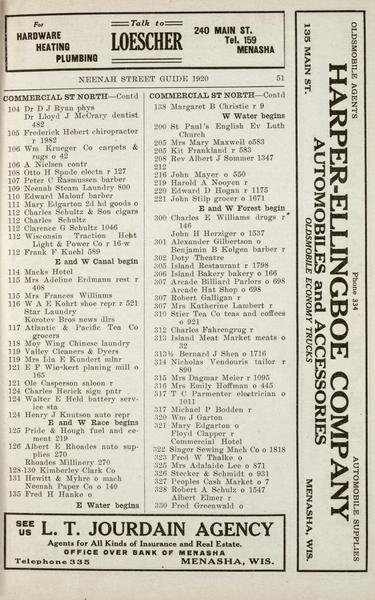 For
HARDWARE
HEATING
PLUMBING
Talk to
LOESCHER
240 MAIN ST.
Tel. 159
MENASHA
NEENAH STREET GUIDE 1920 51
COMMERCIAL ST NORTH—Contd
104 Dr D J Ryan phys
Dr Lloyd J McCrary dentist
482
105 Frederick Hebert chiropractor
r 1982
106 Wm Krueger Co carpets &
rugs o 42
106 A Nielsen contr
108 Otto H Spude electn r 127
107 Peter C Rasmussen barber
109 Neenah Steam Laundry 800
110 Edward Malouf barber
111 Mary Edgarton 2d hd goods o
112 Charles Schultz & Son cigars
112 Charles Schultz
112 Clarence G Schultz 1046
112 Wisconsin Traction Heat
Light & Power Co r 16-w
112 Frank F Koehl 589
E and W Canal begin
114 Macks Hotel
115 Mrs Adeline Erdmann rest r
408
115 Mrs Frances Williams
116 W A E Kohrt shoe repr r 521
Star Laundry
Korotev Bros news dlrs
117 Atlantic & Pacific Tea Co
grocers
118 Moy Wing Chinese laundry
119 Valley Cleaners & Dyers
119 Mrs Ida E Kundert mlnr
121 E F Wie-kert planing mill o
165
121 Ole Casperson saloon r
124 Charles Herick sign pntr
124 Walter E Held battery serv-
ice sta
124 Henry J Knutson auto repr
E and W Race begins
125 Pride & Hough fuel and ce-
ment 219
126 Albert E Rhoades auto sup-
plies 270
Rhoades Millinery 270
128-130 Kimberley Clark Co
131 Hewitt & Myhre o mach
Neenah Paper Co o 140
135 Fred H Hanke o
E Water begins
COMMERCIAL ST NORTH—Contd
138 Margaret B Christie r 9
W Water begins
200 St Paul's English Ev Luth
Church
205 Mrs Mary Maxwell o583
205 Kit Frankland r 583
208 Rev Albert J Sommer 1347
212
216 John Mayer o 550
219 Harold A Nooyen r
220 Edward D Hogan r 1175
221 John Stilp grocer o 1671
E and W Forest begin
300 Charles E Williams drugs r
146
John H Herziger o 1537
301 Alexander Gilbertson o
Benjamin B Kolgen barber r
302 Doty Theatre
305 Island Restaurant r 1798
306 Island Bakery bakery o 166
307 Arcade Billiard Parlors o 698
Arcade Hat Shop o 698
307 Robert Galligan r
307 Mrs Katherine Lambert r
310 Stier Tea Co teas and coffees
o 921
312 Charles Fahrengrug r
313 Island Meat Market meats o
32
313½ Bernard J Shea o 1716
314 Nicholas Vendouris tailor r
890
315 Mrs Dagmar Meier r 1095
316 Mrs Emily Hoffman o 445
317 T C Parmenter electrician o
1011
317 Michael P Bodden r
320 Wm J Garton
321 Mary Edgarton o
Floyd Clapper r
Commercial Hotel
322 Singer Sewing Mach Co o 1818
323 Fred W Thalke o
325 Mrs Adalaide Leo o 871
326 Stecker & Schmidt o 931
327 Peoples Cash Market o 7
328 Robert A Schultz o 1547
Albert Elmer r
330 Fred Greenwald o
SEE
US
L. T. JOURDAIN AGENCY
Agents for All Kinds of Insurance and Real Estate.
OFFICE OVER BANK OF MENASHA
Telephone 335 MENASHA, WIS.
OLDSMOBILE AGENTS Phone 334 AUTOMOBILE SUPPLIES
HARPER-ELLINGBOE COMPANY
AUTOMOBILES and ACCESSORIES
OLDSMOBILE ECONOMY TRUCKS
135 MAIN ST. MENASHA, WIS.